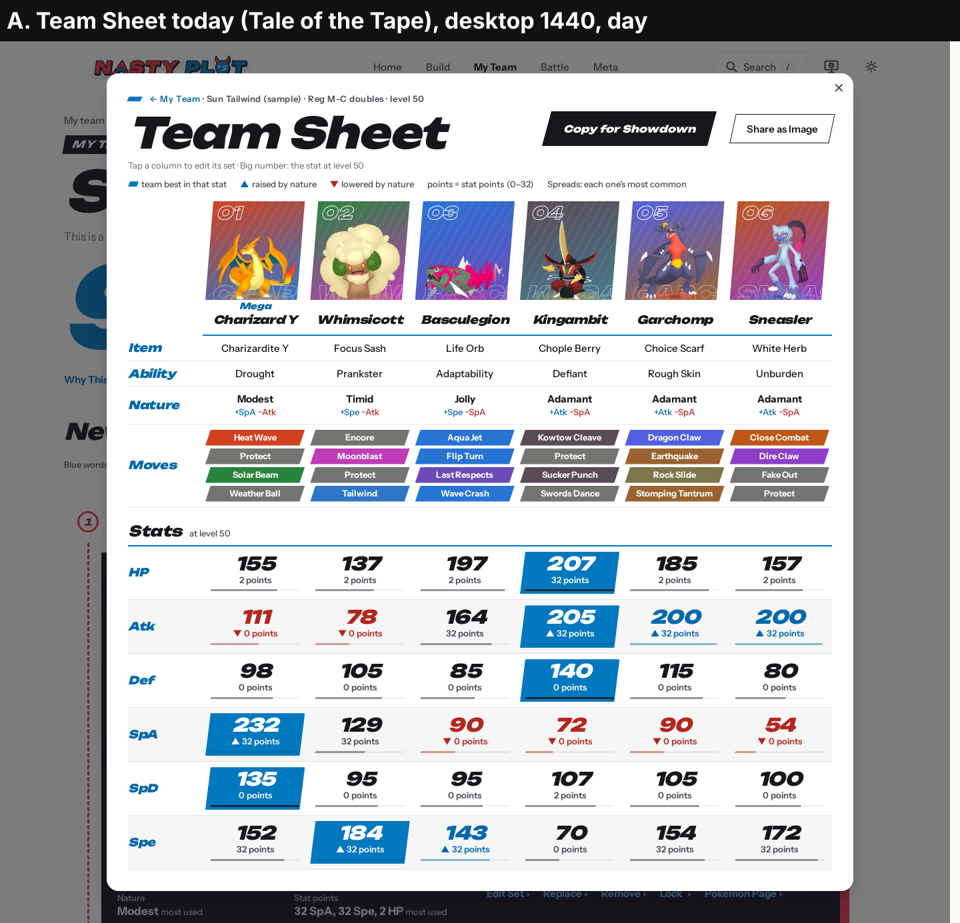 A. Team Sheet today (Tale of the Tape), desktop 1440, day
NASTY PLOT
Home Build My Team Battle Meta Search /
← My Team · Sun Tailwind (sample) · Reg M-C doubles · level 50
My team
MY T
Team Sheet
Copy for Showdown Share as Image
Tap a column to edit its set · Big number: the stat at level 50
team best in that stat ▲ raised by nature ▼ lowered by nature points = stat points (0–32) Spreads: each one's most common
This is a
01 02 03 04 05 06
Mega
Charizard Y Whimsicott Basculegion Kingambit Garchomp Sneasler
Item Charizardite Y Focus Sash Life Orb Chople Berry Choice Scarf White Herb
Ability Drought Prankster Adaptability Defiant Rough Skin Unburden
Why This
Nature Modest Timid Jolly Adamant Adamant Adamant
+SpA −Atk +Spe −Atk +Spe −SpA +Atk −SpA +Atk −SpA +Atk −SpA
Ne
Moves
Heat Wave Encore Aqua Jet Kowtow Cleave Dragon Claw Close Combat
Protect Moonblast Flip Turn Protect Earthquake Dire Claw
Solar Beam Protect Last Respects Sucker Punch Rock Slide Fake Out
Weather Ball Tailwind Wave Crash Swords Dance Stomping Tantrum Protect
Blue words
1
Stats at level 50
HP 155 137 197 207 185 157
2 points 2 points 2 points 32 points 2 points 2 points
Atk 111 78 164 205 200 200
▼ 0 points ▼ 0 points 32 points ▲ 32 points ▲ 32 points ▲ 32 points
Def 98 105 85 140 115 80
0 points 0 points 0 points 0 points 0 points 0 points
SpA 232 129 90 72 90 54
▲ 32 points 32 points ▼ 0 points ▼ 0 points ▼ 0 points ▼ 0 points
SpD 135 95 95 107 105 100
0 points 0 points 0 points 2 points 0 points 0 points
Spe 152 184 143 70 154 172
32 points ▲ 32 points ▲ 32 points 0 points 32 points 32 points
Edit Set › Replace › Remove › Lock › Pokémon Page ›
Nature Stat points
Modest most used 32 SpA, 32 Spe, 2 HP most used